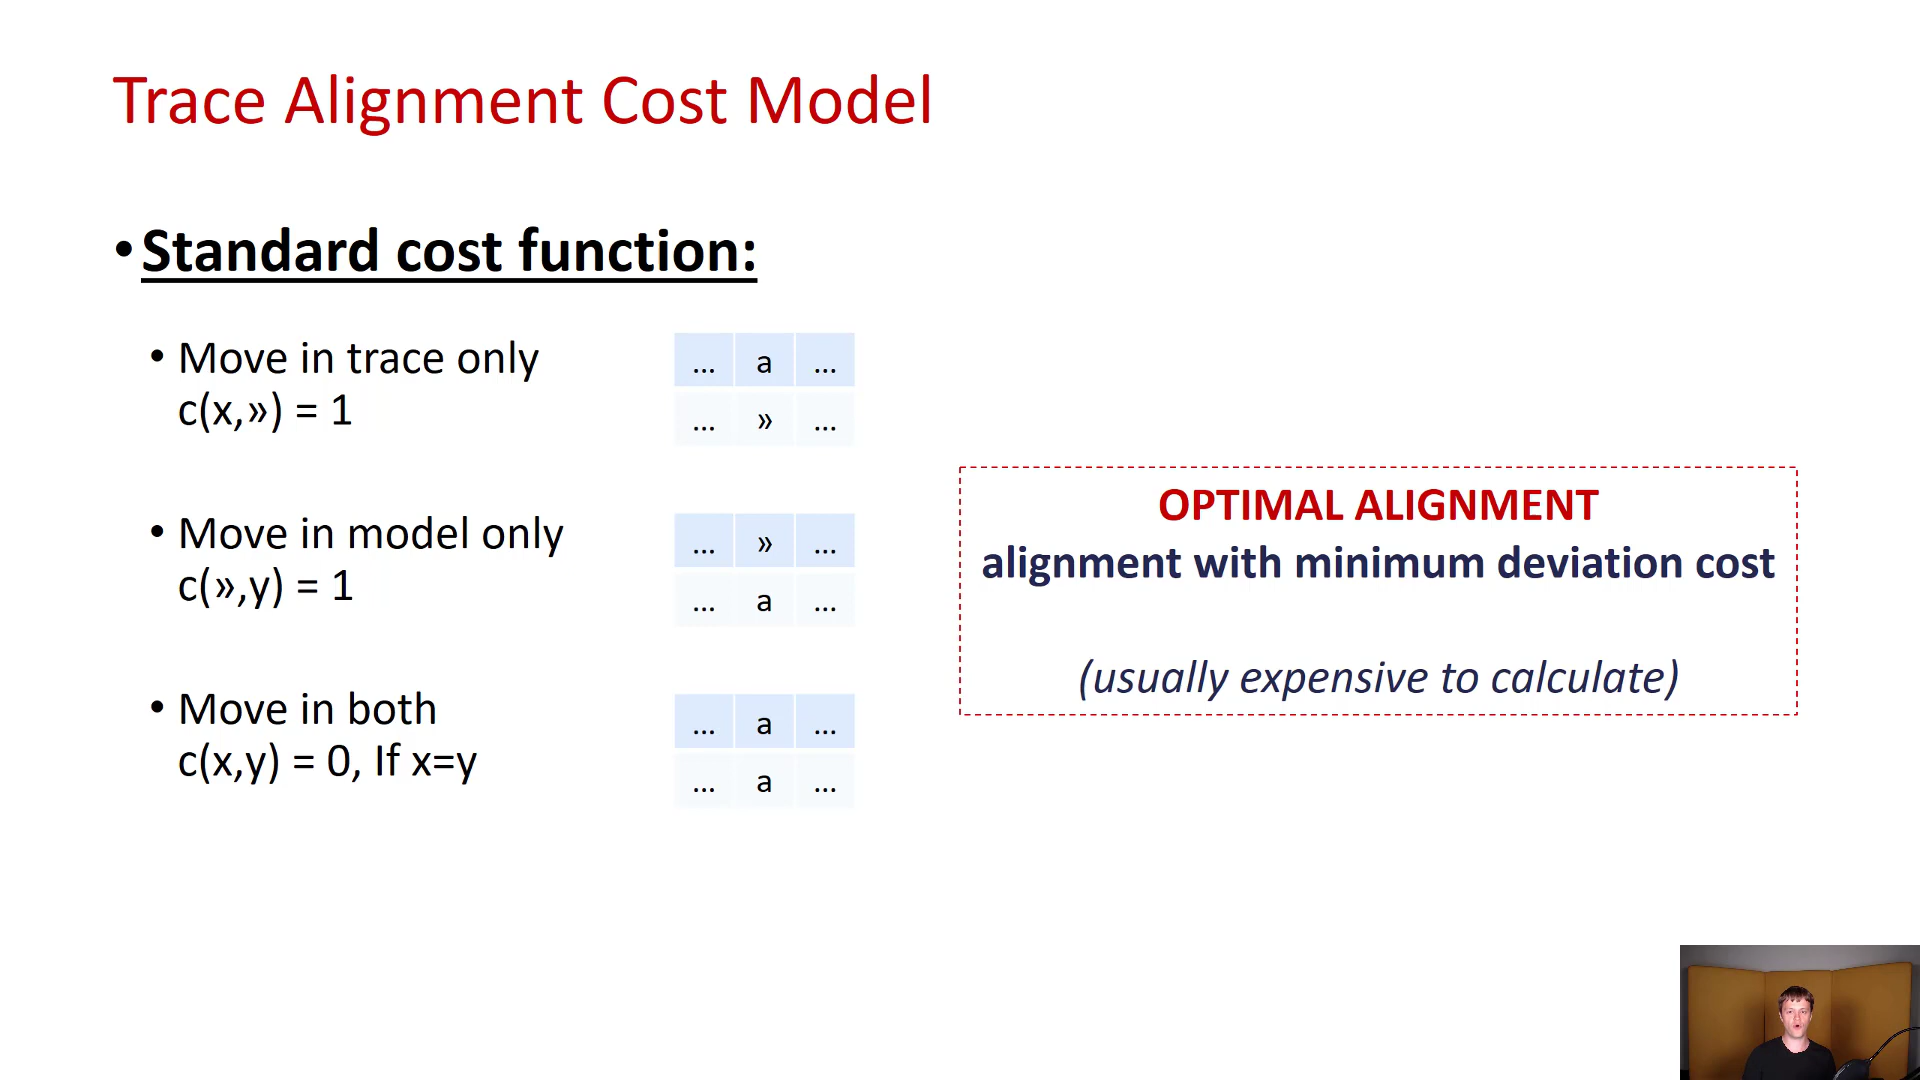 Trace Alignment Cost Model
• Standard cost function:
• Move in trace only
c(x,») = 1
... a ...
... » ...
• Move in model only
c(»,y) = 1
... » ...
... a ...
• Move in both
c(x,y) = 0, If x=y
... a ...
... a ...
OPTIMAL ALIGNMENT
alignment with minimum deviation cost
(usually expensive to calculate)